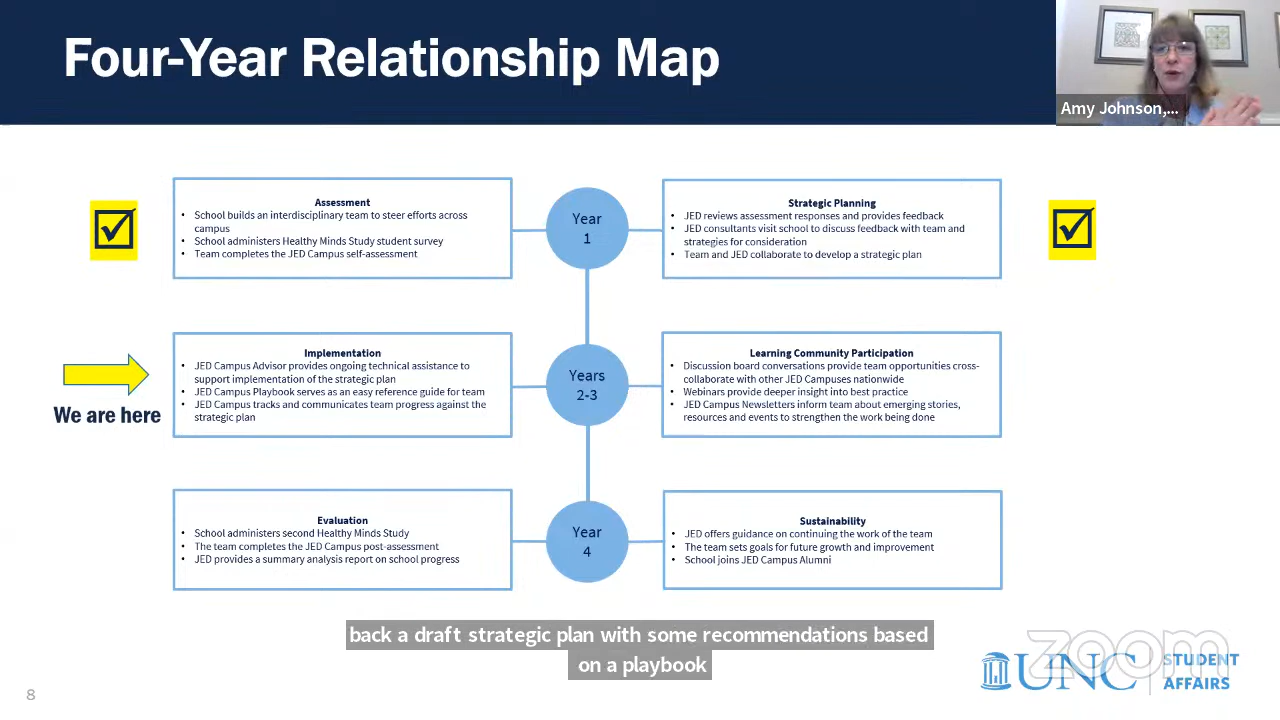 Four-Year Relationship Map
Amy Johnson,...
Assessment
• School builds an interdisciplinary team to steer efforts across
campus
• School administers Healthy Minds Study student survey
• Team completes the JED Campus self-assessment
Year
1
Strategic Planning
• JED reviews assessment responses and provides feedback
• JED consultants visit school to discuss feedback with team and
strategies for consideration
• Team and JED collaborate to develop a strategic plan
We are here
Implementation
• JED Campus Advisor provides ongoing technical assistance to
support implementation of the strategic plan
• JED Campus Playbook serves as an easy reference guide for team
• JED Campus tracks and communicates team progress against the
strategic plan
Years
2-3
Learning Community Participation
• Discussion board conversations provide team opportunities cross-
collaborate with other JED Campuses nationwide
• Webinars provide deeper insight into best practice
• JED Campus Newsletters inform team about emerging stories,
resources and events to strengthen the work being done
Evaluation
• School administers second Healthy Minds Study
• The team completes the JED Campus post-assessment
• JED provides a summary analysis report on school progress
Year
4
Sustainability
• JED offers guidance on continuing the work of the team
• The team sets goals for future growth and improvement
• School joins JED Campus Alumni
back a draft strategic plan with some recommendations based
on a playbook
zoom
UNC
STUDENT
AFFAIRS
8